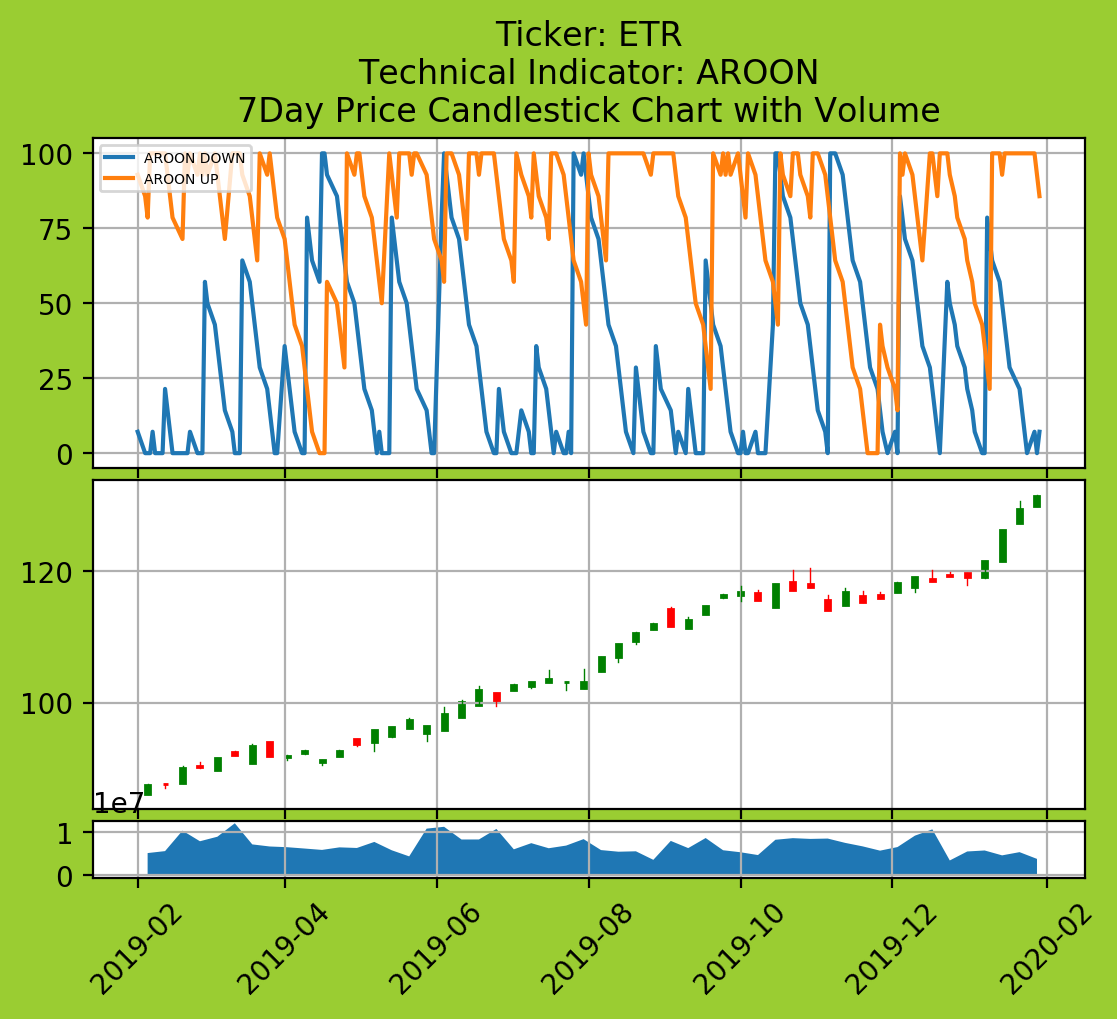 Ticker: ETR
Technical Indicator: AROON
7Day Price Candlestick Chart with Volume
100
AROON DOWN
AROON UP
75
50
25
0
120
100
1e7
1
0
2019-02
2019-04
2019-06
2019-08
2019-10
2019-12
2020-02